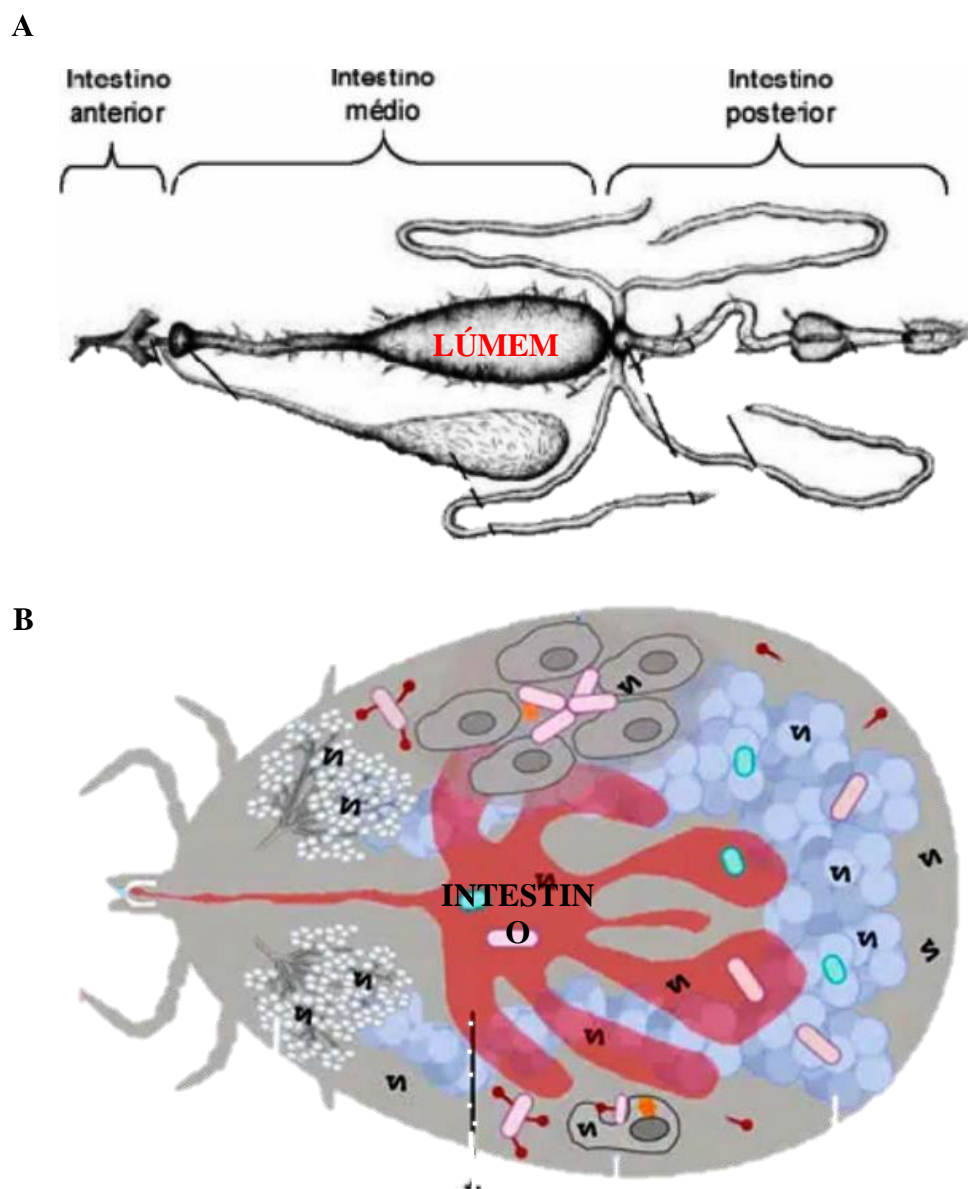 A
Intestino
anterior
Intestino
médio
Intestino
posterior
LÚMEM
B
INTESTIN
O